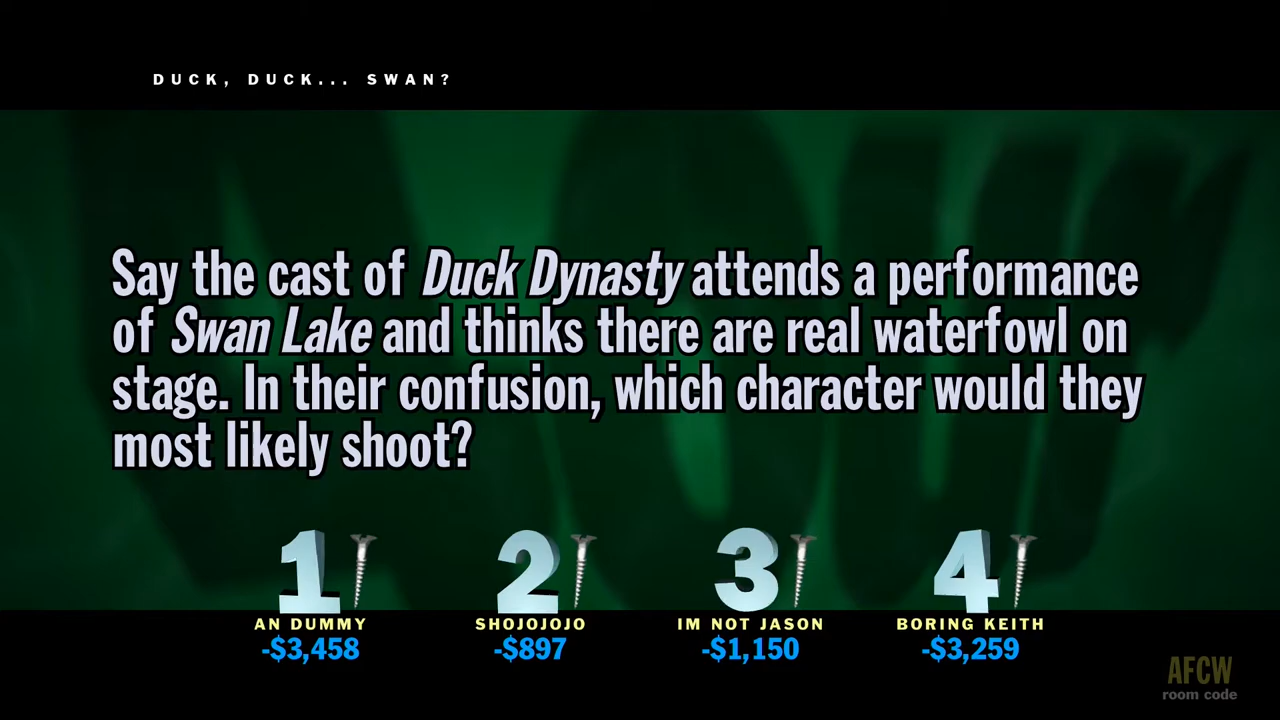 DUCK, DUCK... SWAN?
Say the cast of Duck Dynasty attends a performance
of Swan Lake and thinks there are real waterfowl on
stage. In their confusion, which character would they
most likely shoot?
1 2 3 4
AN DUMMY SHOJOJOJO IM NOT JASON BORING KEITH
-$3,458 -$897 -$1,150 -$3,259
AFCW
room code